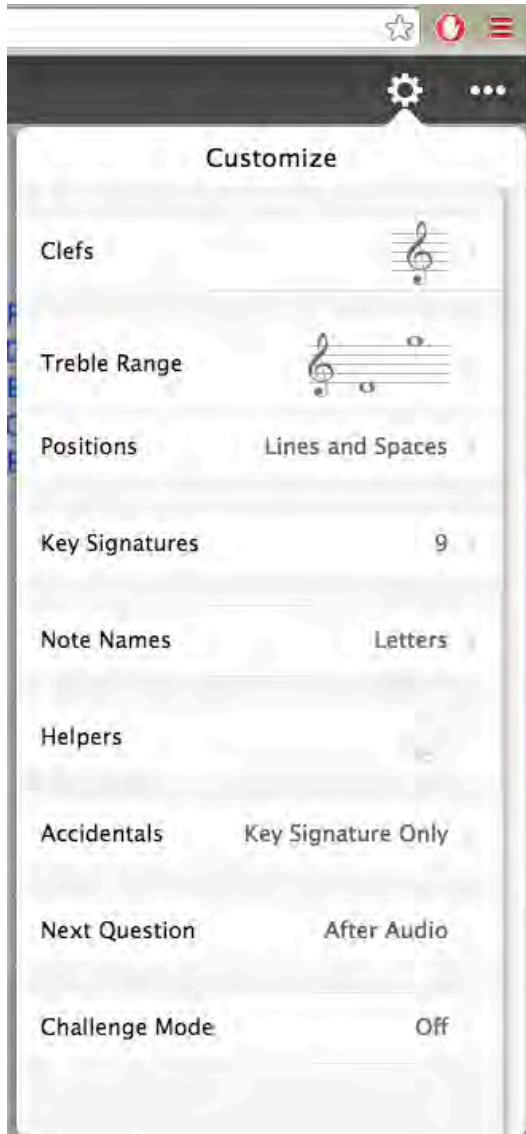 Customize
Clefs
Treble Range
Positions Lines and Spaces
Key Signatures 9
Note Names Letters
Helpers
Accidentals Key Signature Only
Next Question After Audio
Challenge Mode Off